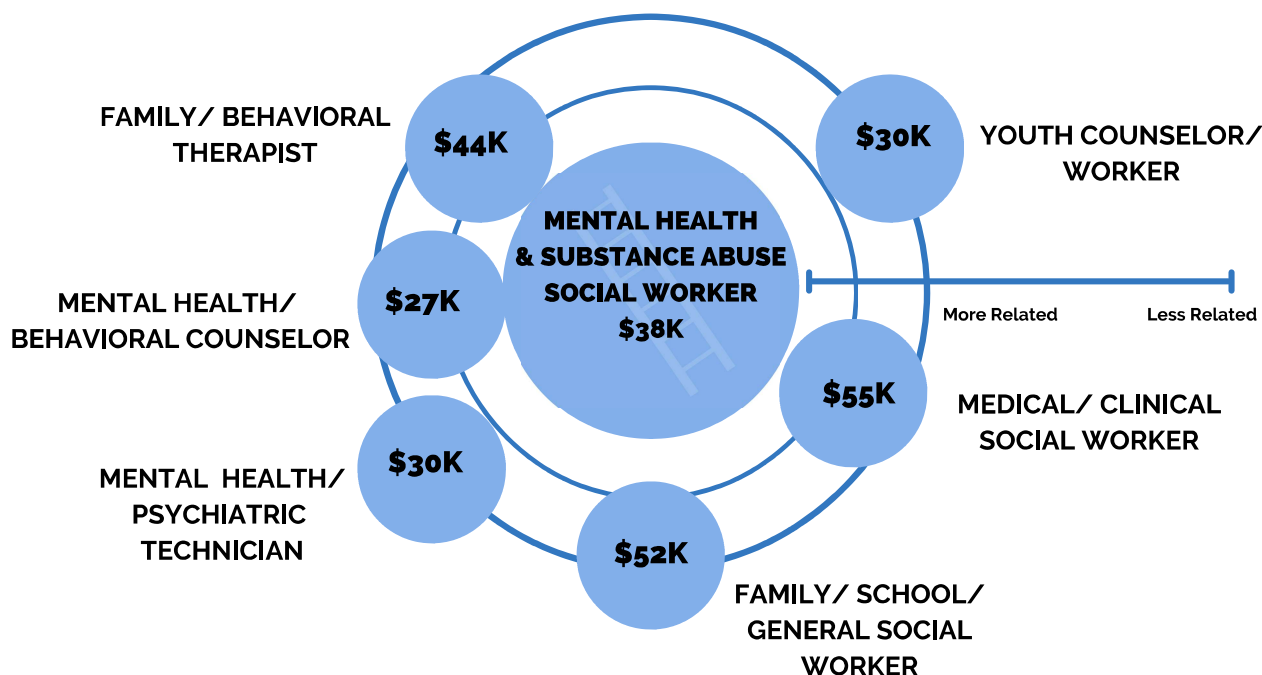 FAMILY/ BEHAVIORAL
THERAPIST
$44K
$30K
YOUTH COUNSELOR/
WORKER
MENTAL HEALTH
& SUBSTANCE ABUSE
SOCIAL WORKER
$38K
MENTAL HEALTH/
BEHAVIORAL COUNSELOR
$27K
More Related
Less Related
$55K
MEDICAL/ CLINICAL
SOCIAL WORKER
MENTAL HEALTH/
PSYCHIATRIC
TECHNICIAN
$30K
$52K
FAMILY/ SCHOOL/
GENERAL SOCIAL
WORKER